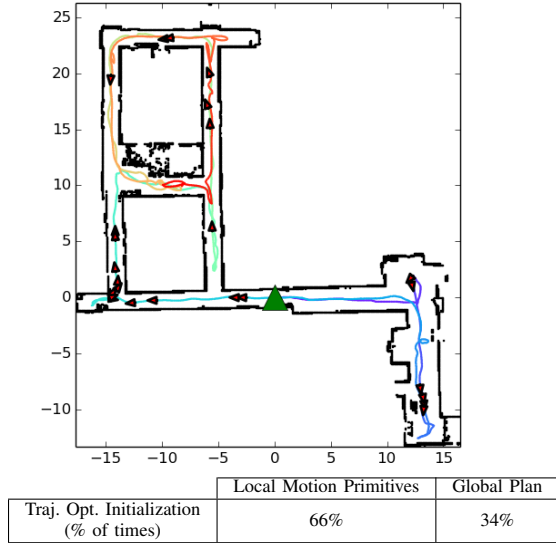 25
20
15
10
5
0
−5
−10
−15 −10 −5 0 5 10 15
Local Motion Primitives Global Plan
Traj. Opt. Initialization
(% of times)
66% 34%